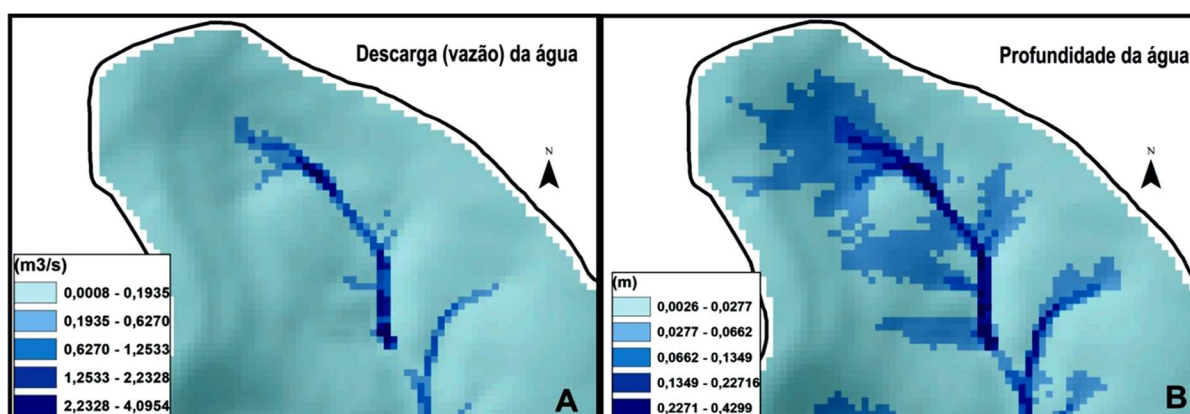 Descarga (vazão) da água
N
(m3/s)
0,0008 - 0,1935
0,1935 - 0,6270
0,6270 - 1,2533
1,2533 - 2,2328
2,2328 - 4,0954
A
Profundidade da água
N
(m)
0,0026 - 0,0277
0,0277 - 0,0662
0,0662 - 0,1349
0,1349 - 0,22716
0,2271 - 0,4299
B